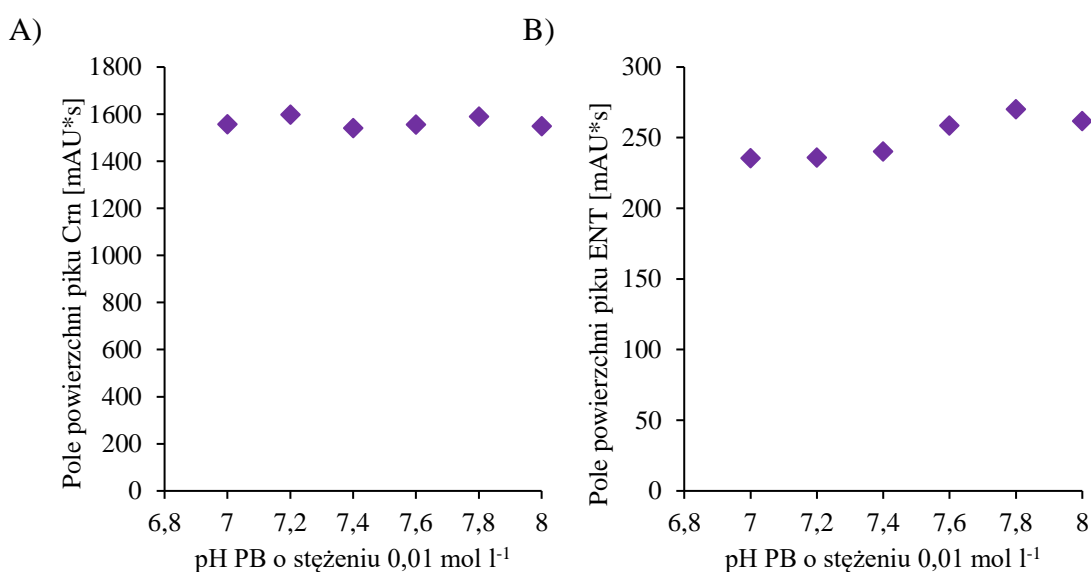 A)
Pole powierzchni piku Crn [mAU*s]
1800
1600
1400
1200
1000
800
600
400
200
0
6,8 7 7,2 7,4 7,6 7,8 8
pH PB o stężeniu 0,01 mol l⁻¹
B)
Pole powierzchni piku ENT [mAU*s]
300
250
200
150
100
50
0
6,8 7 7,2 7,4 7,6 7,8 8
pH PB o stężeniu 0,01 mol l⁻¹